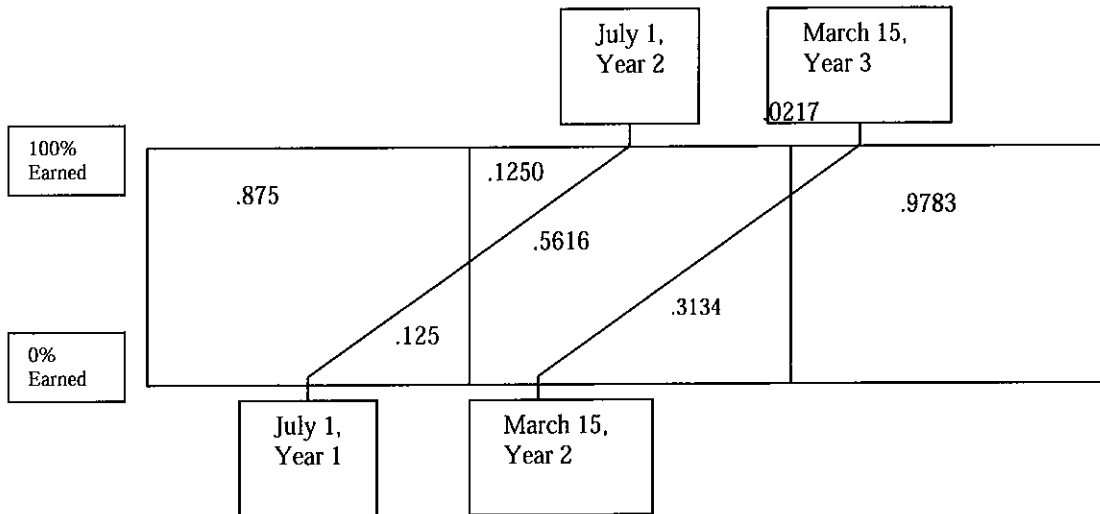 July 1,
Year 2
March 15,
Year 3
.0217
100%
Earned
.875
.1250
.9783
.5616
.3134
.125
0%
Earned
July 1,
Year 1
March 15,
Year 2